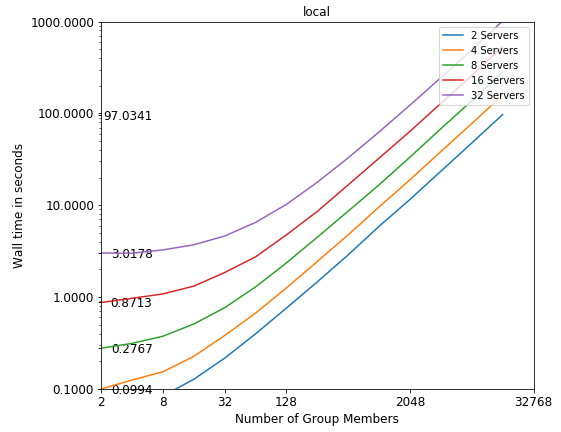 local
1000.0000
100.0000
10.0000
1.0000
0.1000
Wall time in seconds
97.0341
3.0178
0.8713
0.2767
0.0994
2 Servers
4 Servers
8 Servers
16 Servers
32 Servers
2 8 32 128 2048 32768
Number of Group Members